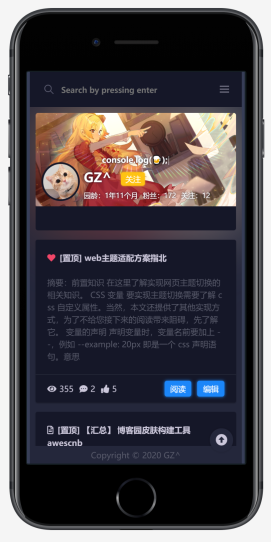 Search by pressing enter
console.log(🍺);
GZ^
关注
园龄：1年11个月 粉丝：172 关注：12
[置顶] web主题适配方案指北
摘要：前置知识 在这里了解实现网页主题切换的
相关知识。 CSS 变量 要实现主题切换需要了解 c
ss 自定义属性。当然，本文还提供了其他实现方
式，为了不给您接下来的阅读带来阻碍，先了解
它。 变量的声明 声明变量时，变量名前要加上 -
-，例如 --example: 20px 即是一个 css 声明语
句。意思
355 2 5 阅读 编辑
[置顶] 【汇总】 博客园皮肤构建工具
awescnb
Copyright © 2020 GZ^